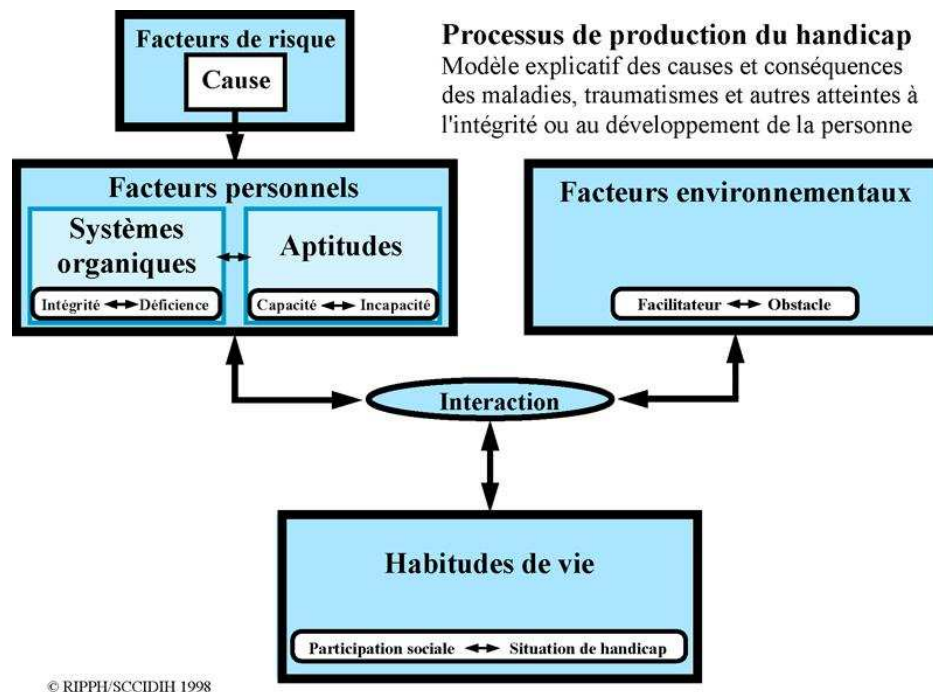 Facteurs de risque
Cause
Processus de production du handicap
Modèle explicatif des causes et conséquences
des maladies, traumatismes et autres atteintes à
l'intégrité ou au développement de la personne
Facteurs personnels
Systèmes
organiques
Intégrité Déficience
Aptitudes
Capacité Incapacité
Facteurs environnementaux
Facilitateur Obstacle
Interaction
Habitudes de vie
Participation sociale Situation de handicap
© RIPPH/SCCIDIH 1998